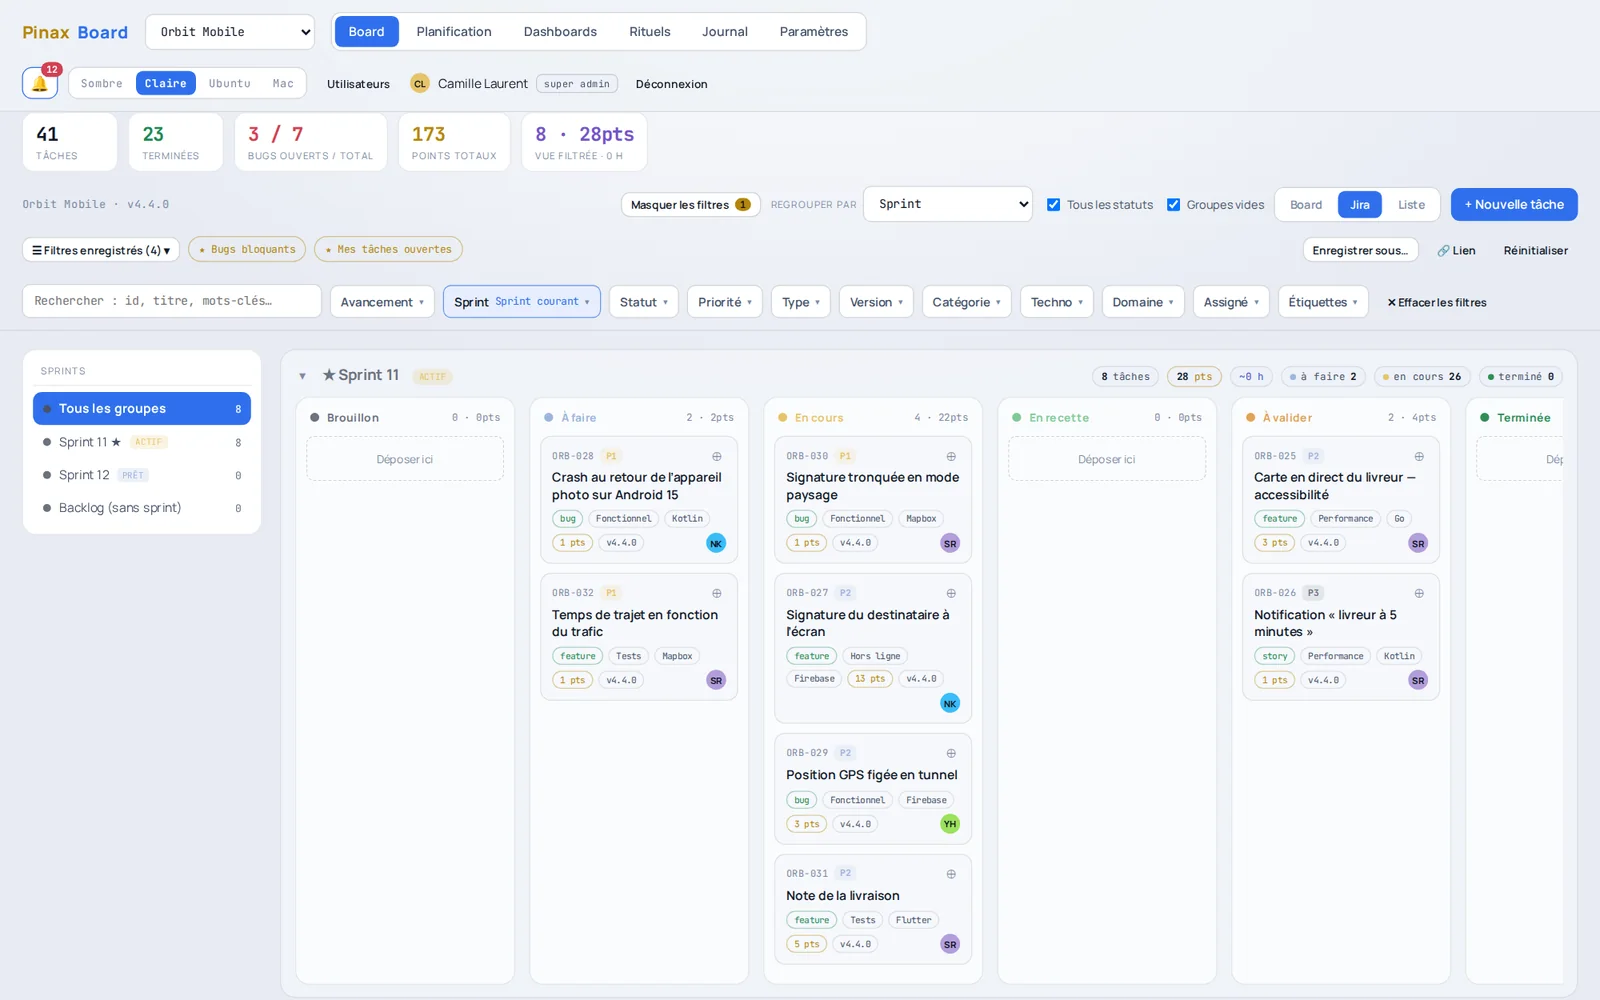 Pinax Board
Orbit Mobile
Board Planification Dashboards Rituels Journal Paramètres
12
Sombre Claire Ubuntu Mac
Utilisateurs
CL Camille Laurent super admin
Déconnexion
41
TÂCHES
23
TERMINÉES
3 / 7
BUGS OUVERTS / TOTAL
173
POINTS TOTAUX
8 · 28pts
VUE FILTRÉE · 0 H
Orbit Mobile · v4.4.0
Masquer les filtres 1
REGROUPER PAR Sprint
Tous les statuts
Groupes vides
Board Jira Liste
+ Nouvelle tâche
☰ Filtres enregistrés (4) ▾
★ Bugs bloquants
★ Mes tâches ouvertes
Enregistrer sous…
🔗 Lien
Réinitialiser
Rechercher : id, titre, mots-clés…
Avancement ▾
Sprint Sprint courant ▾
Statut ▾
Priorité ▾
Type ▾
Version ▾
Catégorie ▾
Techno ▾
Domaine ▾
Assigné ▾
Étiquettes ▾
✕ Effacer les filtres
SPRINTS
Tous les groupes 8
Sprint 11 ★ ACTIF 8
Sprint 12 PRÊT 0
Backlog (sans sprint) 0
▾ ★ Sprint 11 ACTIF
8 tâches
28 pts
~0 h
à faire 2
en cours 26
terminé 0
Brouillon 0 · 0pts
Déposer ici
À faire 2 · 2pts
ORB-028 P1
Crash au retour de l'appareil
photo sur Android 15
bug Fonctionnel Kotlin
1 pts v4.4.0 NK
ORB-032 P1
Temps de trajet en fonction
du trafic
feature Tests Mapbox
1 pts v4.4.0 SR
En cours 4 · 22pts
ORB-030 P1
Signature tronquée en mode
paysage
bug Fonctionnel Mapbox
1 pts v4.4.0 SR
ORB-027 P2
Signature du destinataire à
l'écran
feature Hors ligne
Firebase 13 pts v4.4.0
NK
ORB-029 P2
Position GPS figée en tunnel
bug Fonctionnel Firebase
3 pts v4.4.0 YH
ORB-031 P2
Note de la livraison
feature Tests Flutter
5 pts v4.4.0 SR
En recette 0 · 0pts
Déposer ici
À valider 2 · 4pts
ORB-025 P2
Carte en direct du livreur —
accessibilité
feature Performance Go
3 pts v4.4.0 SR
ORB-026 P3
Notification « livreur à 5
minutes »
story Performance Kotlin
1 pts v4.4.0 SR
Terminée
Dép